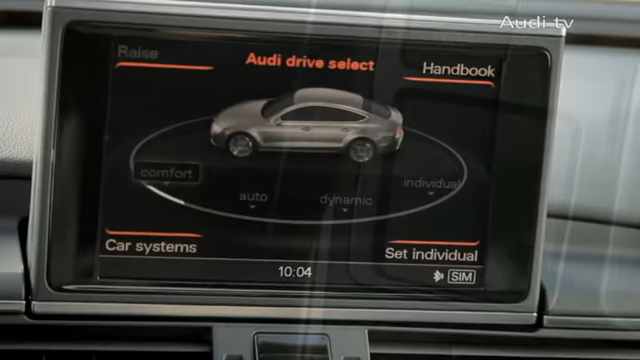 Audi tv
Raise
Audi drive select
Handbook
comfort
auto
dynamic
individual
Car systems
Set individual
10:04
SIM